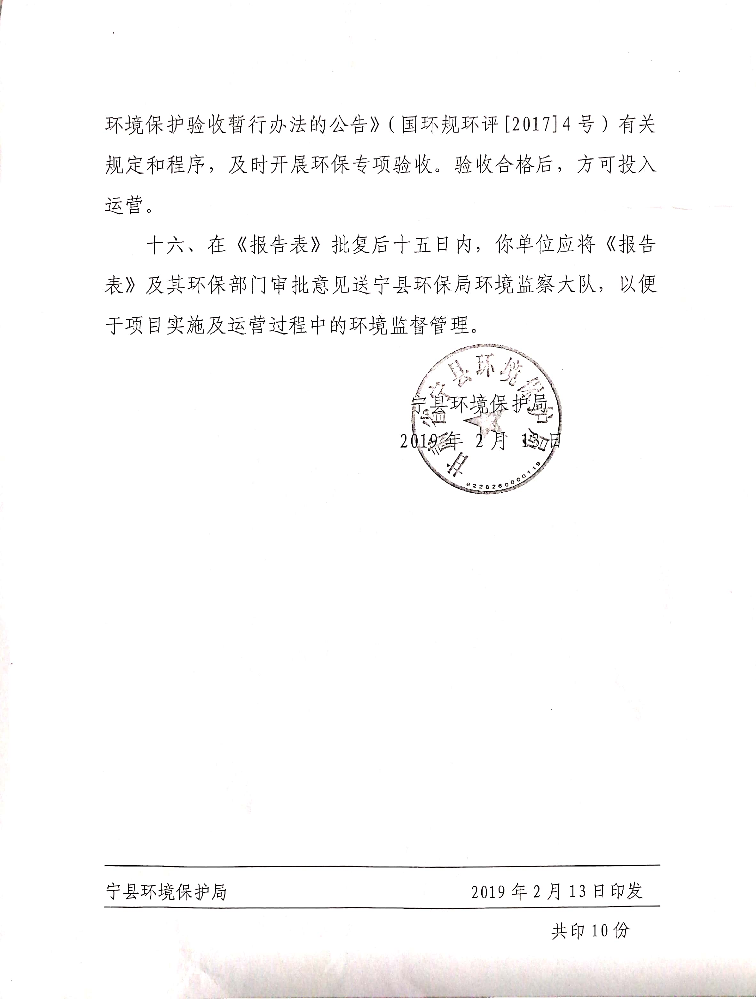 环境保护验收暂行办法的公告》（国环规环评[2017]4号）有关
规定和程序，及时开展环保专项验收。验收合格后，方可投入
运营。
十六、在《报告表》批复后十五日内，你单位应将《报告
表》及其环保部门审批意见送宁县环保局环境监察大队，以便
于项目实施及运营过程中的环境监督管理。
甘肃省宁县环境保护局
宁县环境保护局
2019年2月13日
6228260000119
宁县环境保护局 2019年2月13日印发
共印10份